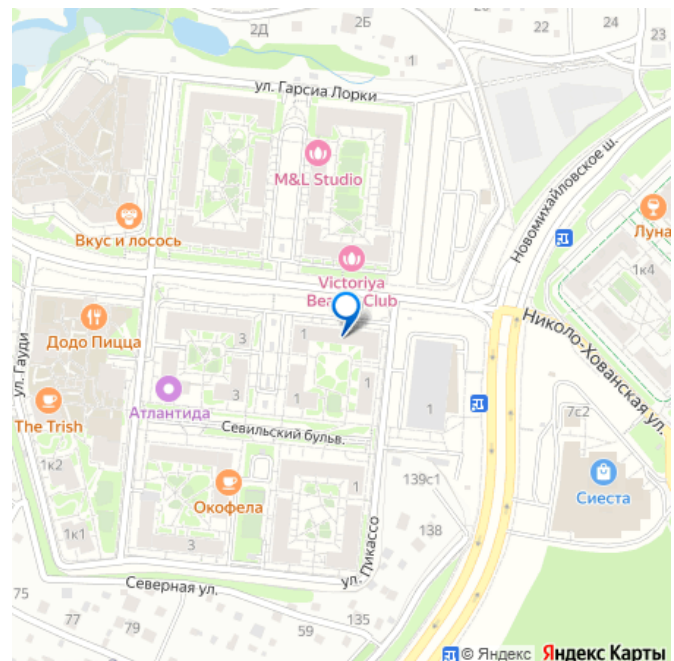 2Д
2Б
22
24
23
1
ул. Гарсиа Лорки
M&L Studio
Новомихайловское ш.
Луна
Вкус и лосось
1к4
Victoriya
Beauty Club
Николо-Хованская ул.
Додо Пицца
ул. Гауди
3
1
3
1
1
1
Атлантида
The Trish
Севильский бульв.
7с2
1к2
139с1
Сиеста
Окофела
1
1к1
138
3
ул. Пикассо
Северная ул.
75
77
79
59
135
© Яндекс Яндекс Карты